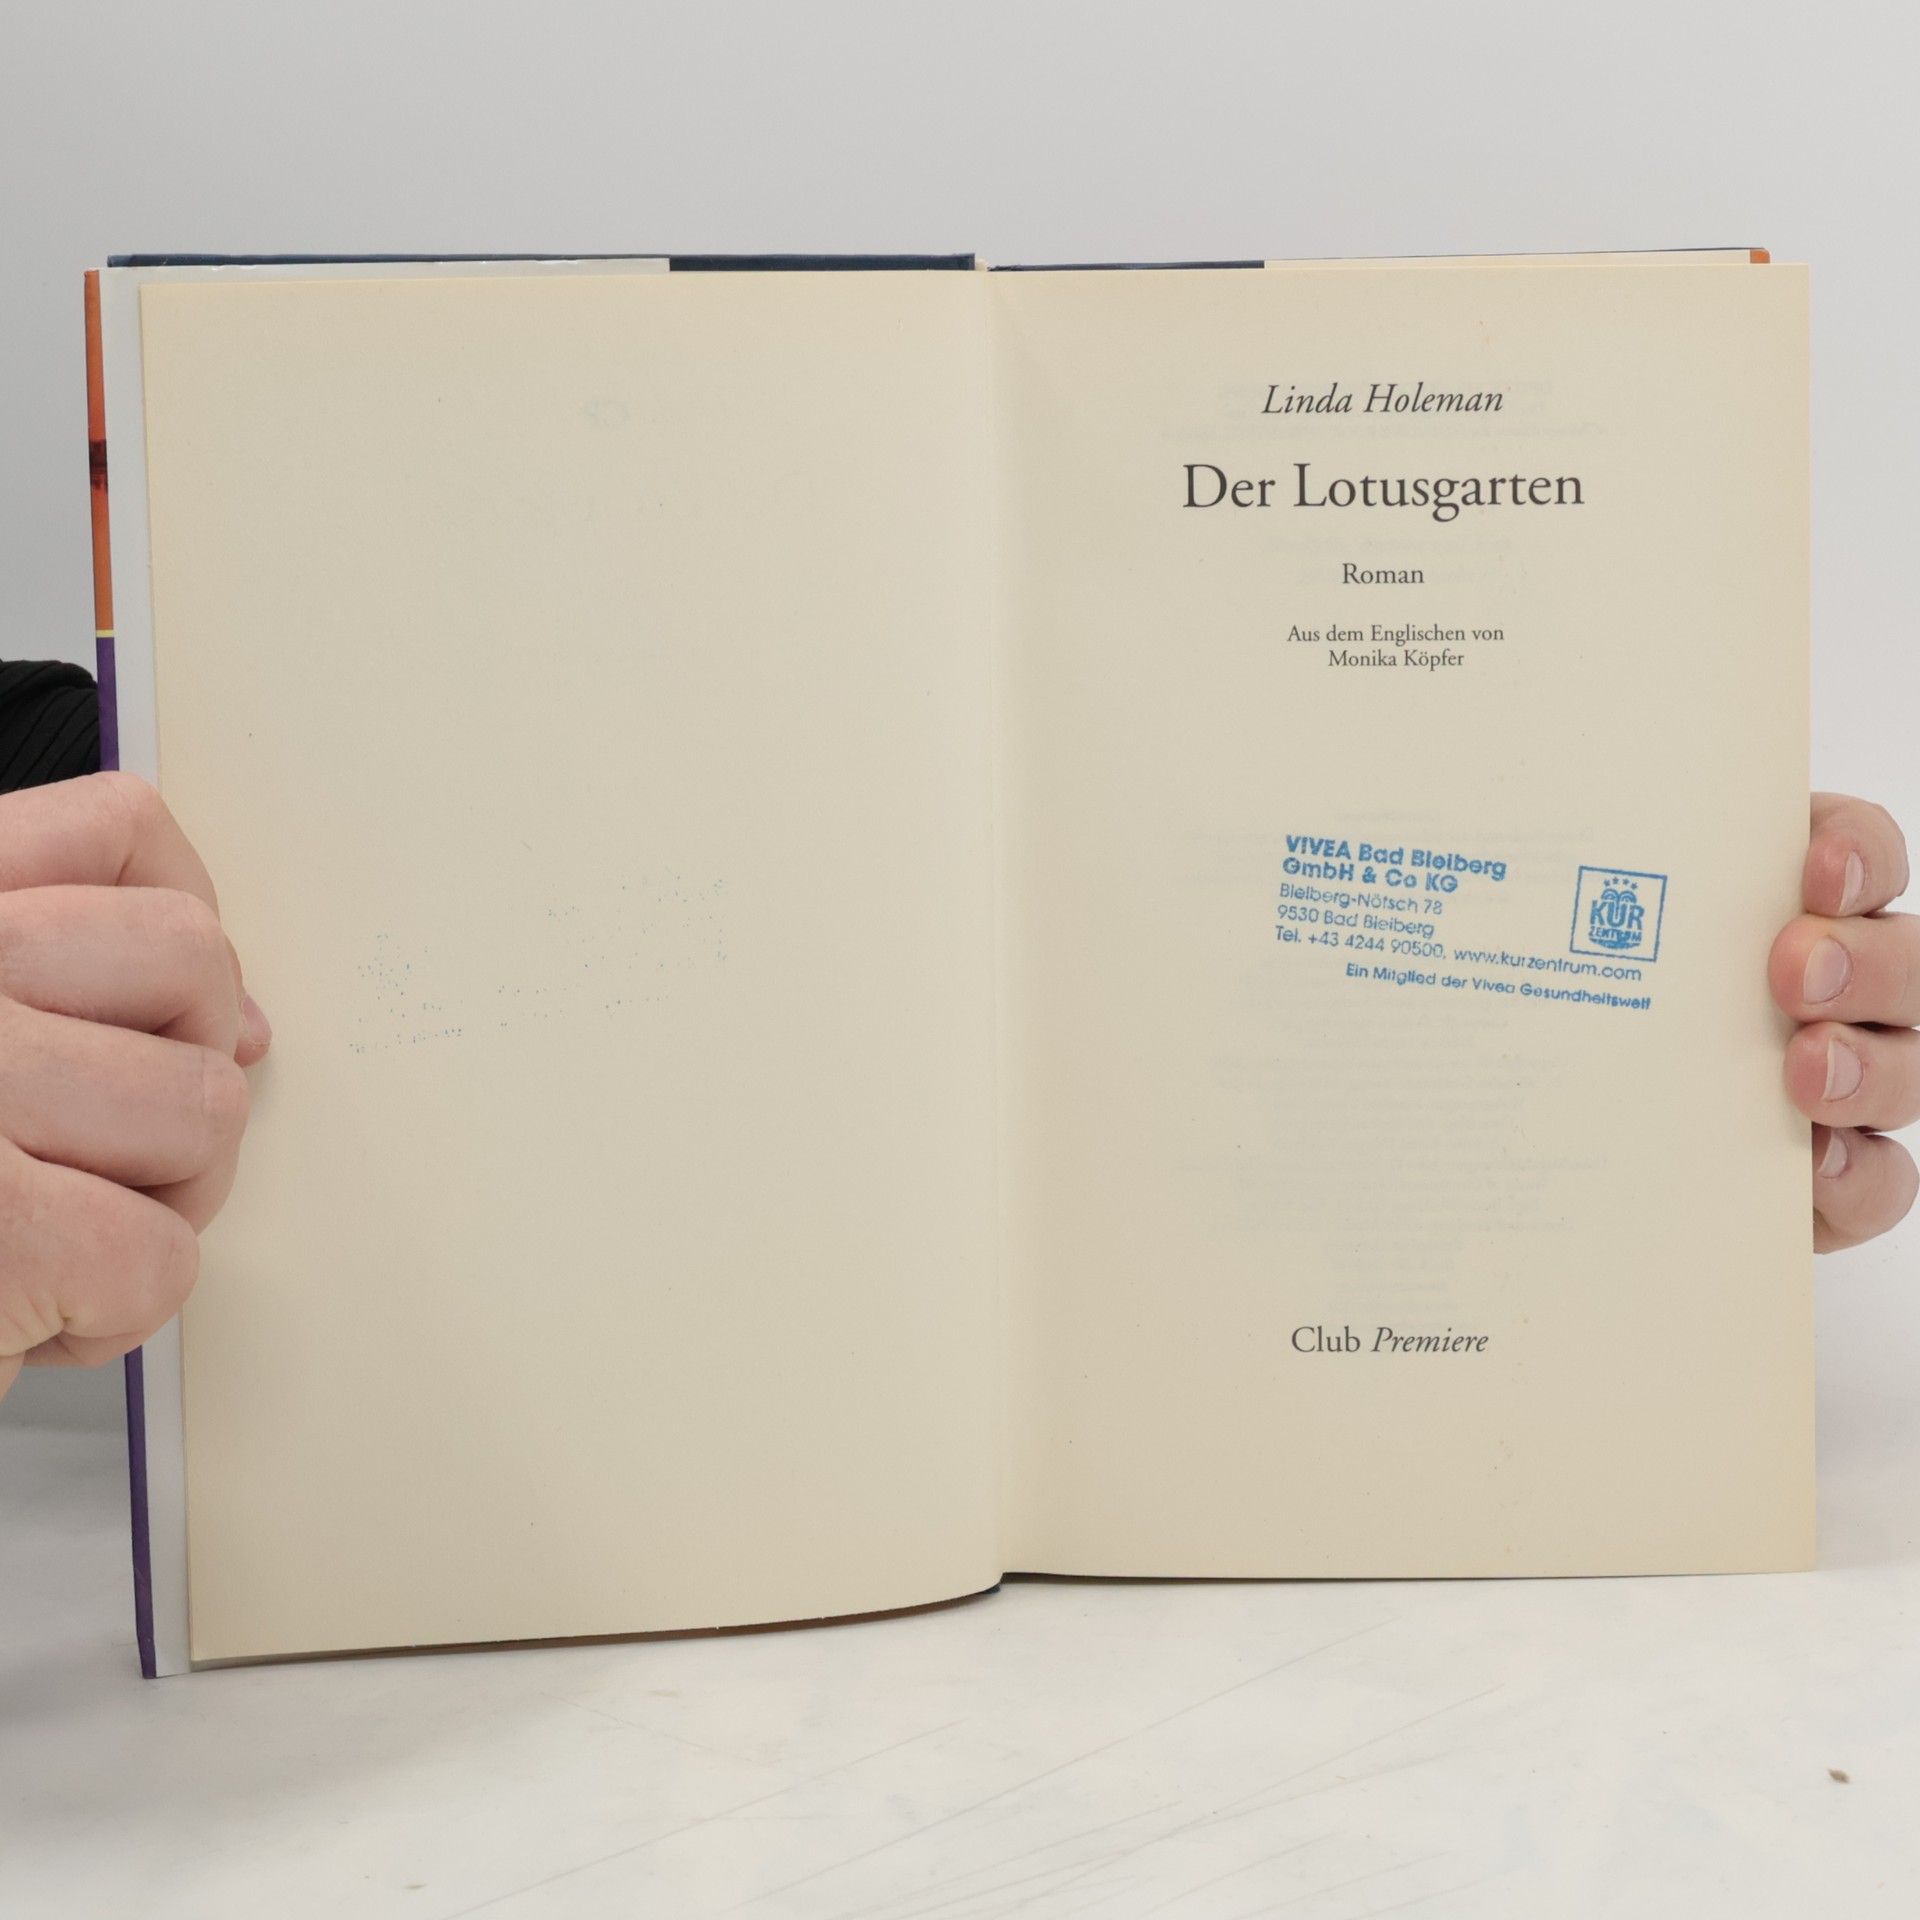 Linda Holeman
Der Lotusgarten
Roman
Aus dem Englischen von
Monika Köpfer
VIVEA Bad Bleiberg
GmbH & Co KG
Bleiberg-Nötsch 78
9530 Bad Bleiberg
Tel. +43 4244 90500, www.kurzentrum.com
Ein Mitglied der Vivea Gesundheitswelt
KUR
ZENTRUM
Club Premiere